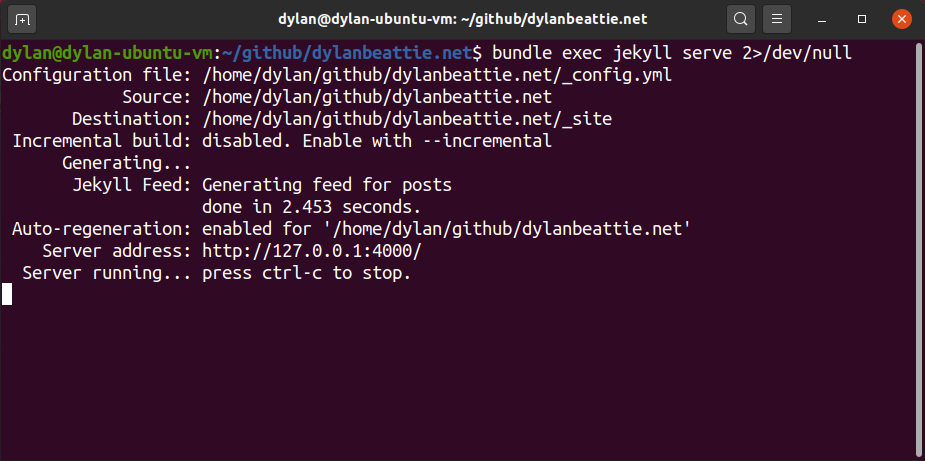 dylan@dylan-ubuntu-vm: ~/github/dylanbeattie.net
dylan@dylan-ubuntu-vm:~/github/dylanbeattie.net$ bundle exec jekyll serve 2>/dev/null
Configuration file: /home/dylan/github/dylanbeattie.net/_config.yml
Source: /home/dylan/github/dylanbeattie.net
Destination: /home/dylan/github/dylanbeattie.net/_site
Incremental build: disabled. Enable with --incremental
Generating...
Jekyll Feed: Generating feed for posts
done in 2.453 seconds.
Auto-regeneration: enabled for '/home/dylan/github/dylanbeattie.net'
Server address: http://127.0.0.1:4000/
Server running... press ctrl-c to stop.